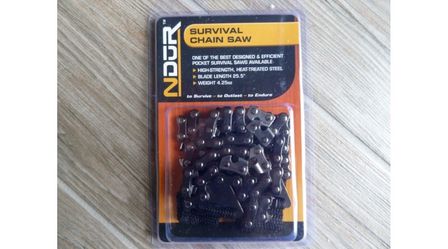 NDUR™
SURVIVAL
CHAIN SAW
ONE OF THE BEST DESIGNED & EFFICIENT
POCKET SURVIVAL SAWS AVAILABLE
HIGH-STRENGTH, HEAT-TREATED STEEL
BLADE LENGTH 25.5"
WEIGHT 4.25oz
to Survive – to Outlast – to Endure